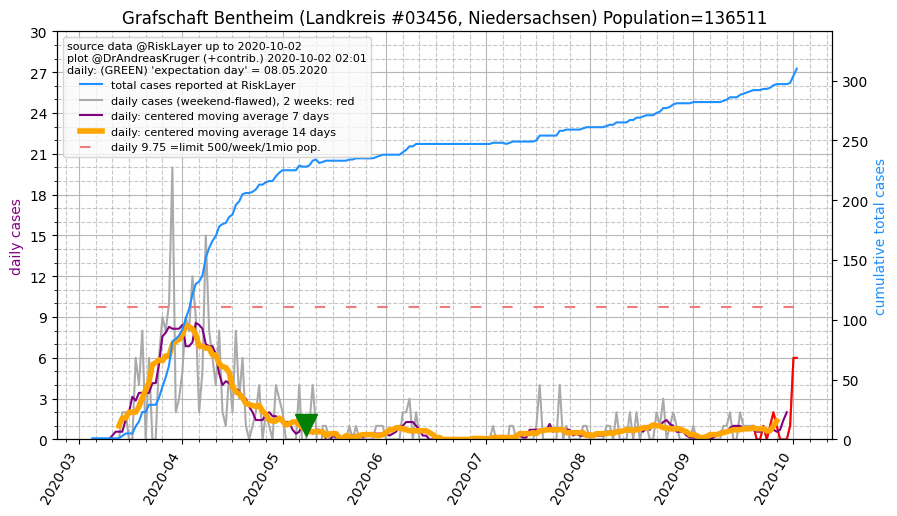 Grafschaft Bentheim (Landkreis #03456, Niedersachsen) Population=136511
source data @RiskLayer up to 2020-10-02
plot @DrAndreasKruger (+contrib.) 2020-10-02 02:01
daily: (GREEN) 'expectation day' = 08.05.2020
total cases reported at RiskLayer
daily cases (weekend-flawed), 2 weeks: red
daily: centered moving average 7 days
daily: centered moving average 14 days
daily 9.75 =limit 500/week/1mio pop.
daily cases
30
27
24
21
18
15
12
9
6
3
0
cumulative total cases
300
250
200
150
100
50
0
2020-03
2020-04
2020-05
2020-06
2020-07
2020-08
2020-09
2020-10